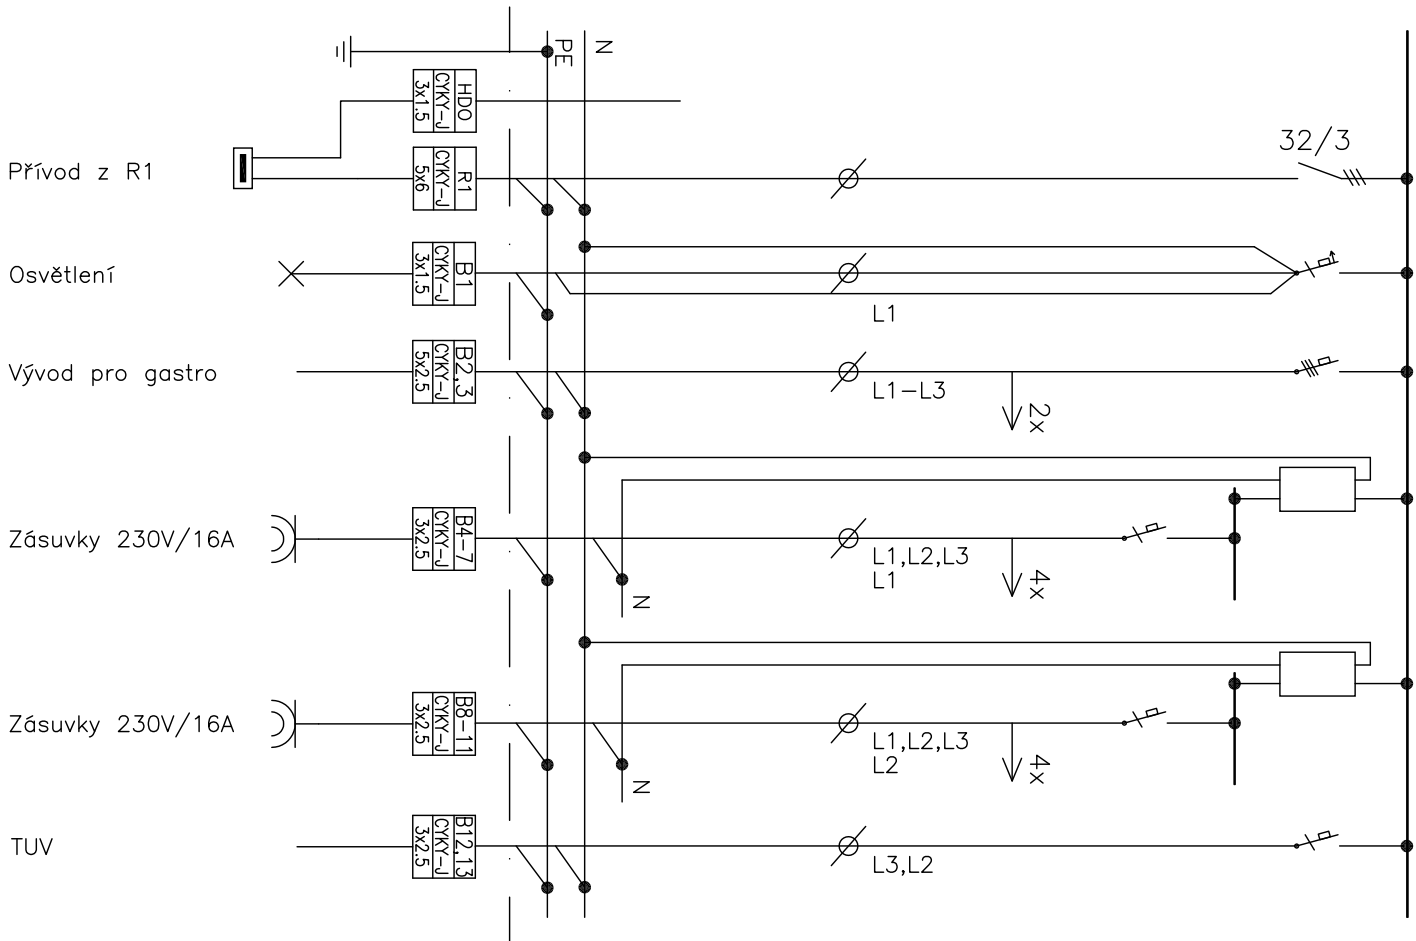 PE
N
HDO
CYKY-J
3x1.5
32/3
Přívod z R1
R1
CYKY-J
5x6
Osvětlení
B1
CYKY-J
3x1.5
L1
Vývod pro gastro
B2,3
CYKY-J
5x2.5
L1-L3
2x
Zásuvky 230V/16A
B4-7
CYKY-J
3x2.5
N
L1,L2,L3
L1
4x
Zásuvky 230V/16A
B8-11
CYKY-J
3x2.5
N
L1,L2,L3
L2
4x
TUV
B12,13
CYKY-J
3x2.5
L3,L2